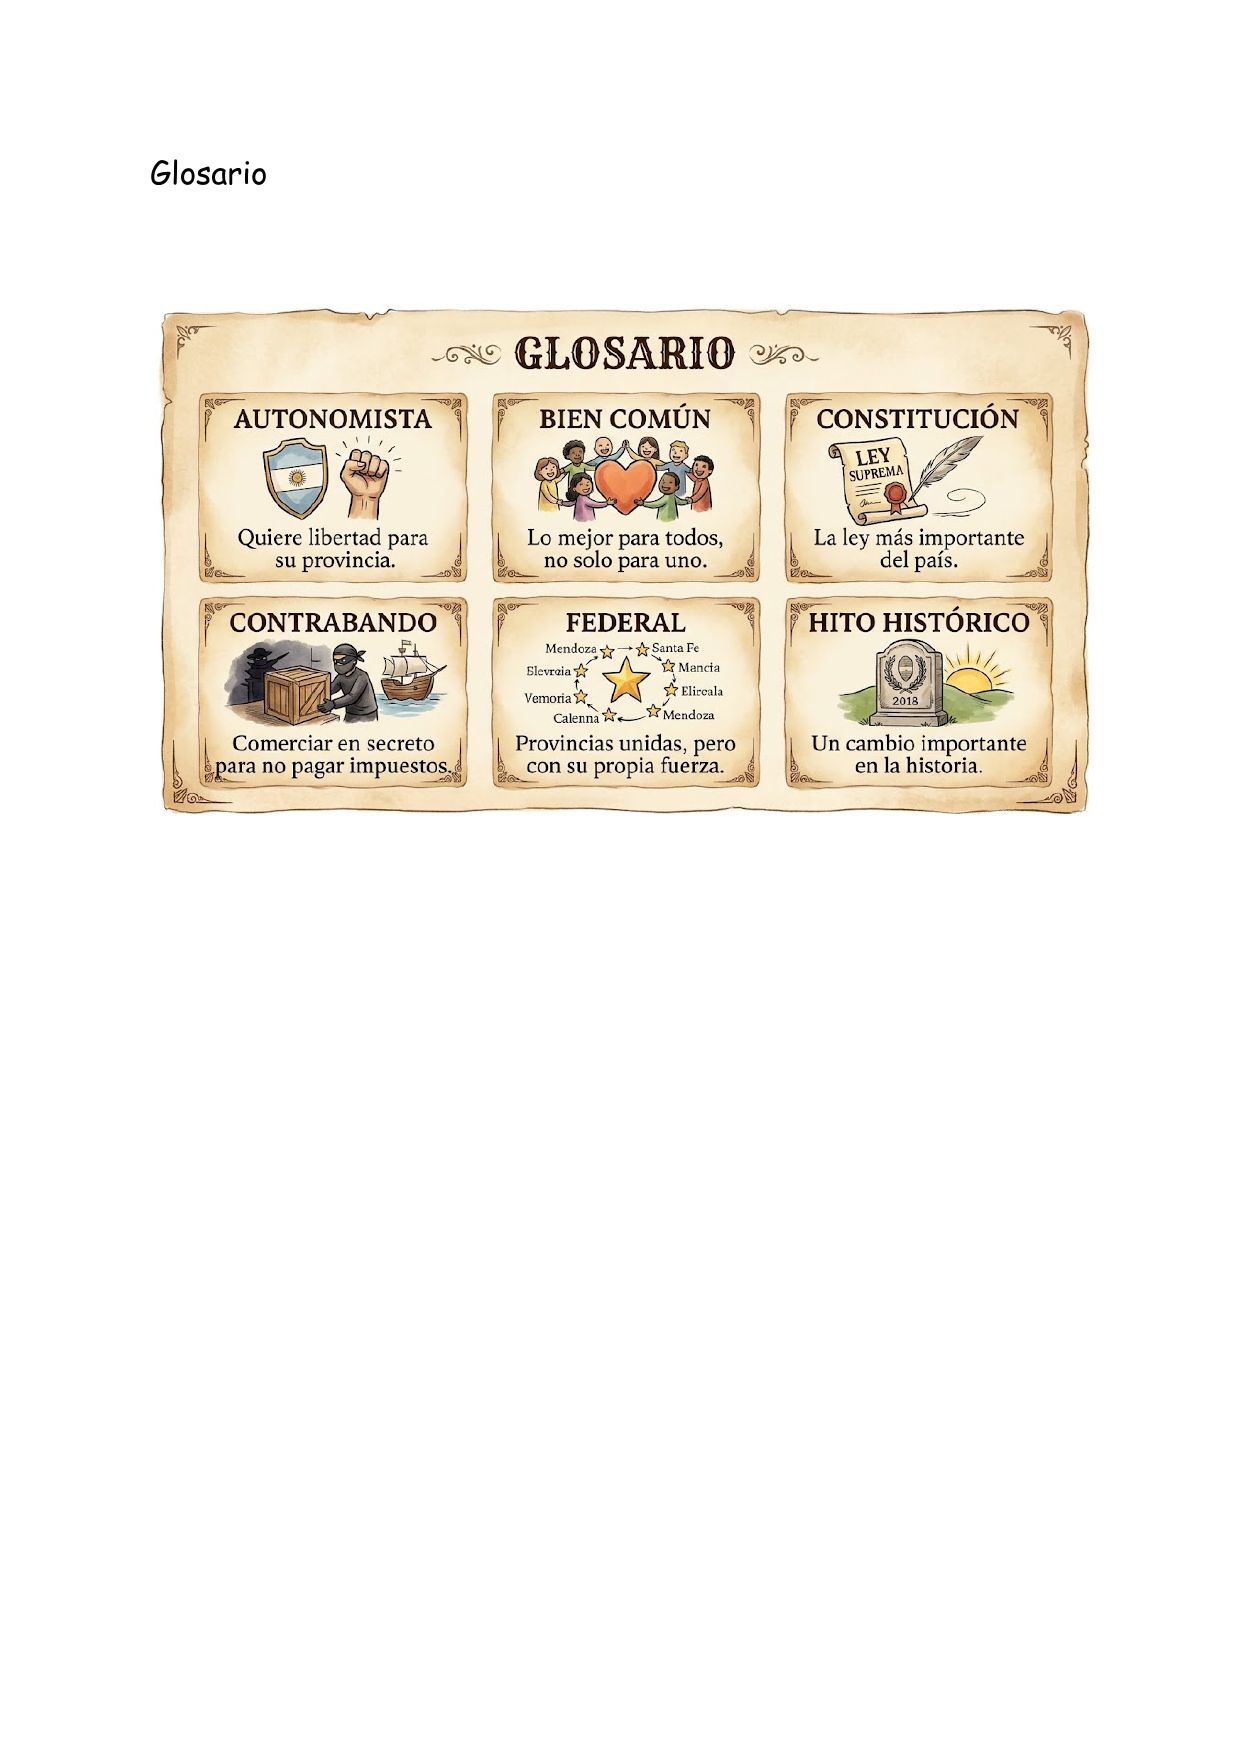 Glosario
GLOSARIO
AUTONOMISTA
Quiere libertad para
su provincia.
BIEN COMÚN
Lo mejor para todos,
no solo para uno.
CONSTITUCIÓN
LEY
SUPREMA
La ley más importante
del país.
CONTRABANDO
Comerciar en secreto
para no pagar impuestos.
FEDERAL
Mendoza
Santa Fe
Elevraia
Mancia
Vemoria
Elircala
Calenna
Mendoza
Provincias unidas, pero
con su propia fuerza.
HITO HISTÓRICO
2018
Un cambio importante
en la historia.